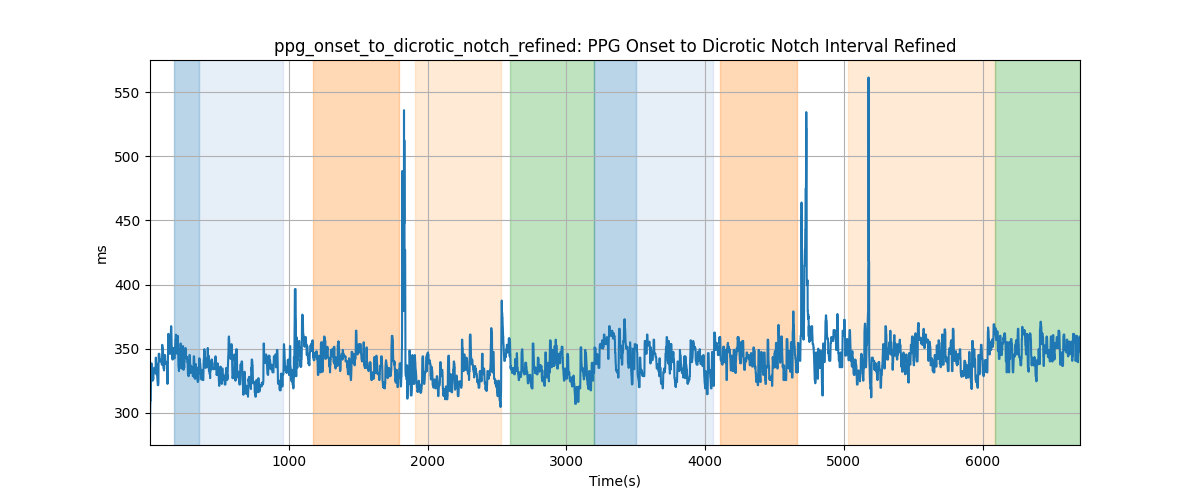 ppg_onset_to_dicrotic_notch_refined: PPG Onset to Dicrotic Notch Interval Refined
550
500
450
400
350
300
ms
1000 2000 3000 4000 5000 6000
Time(s)